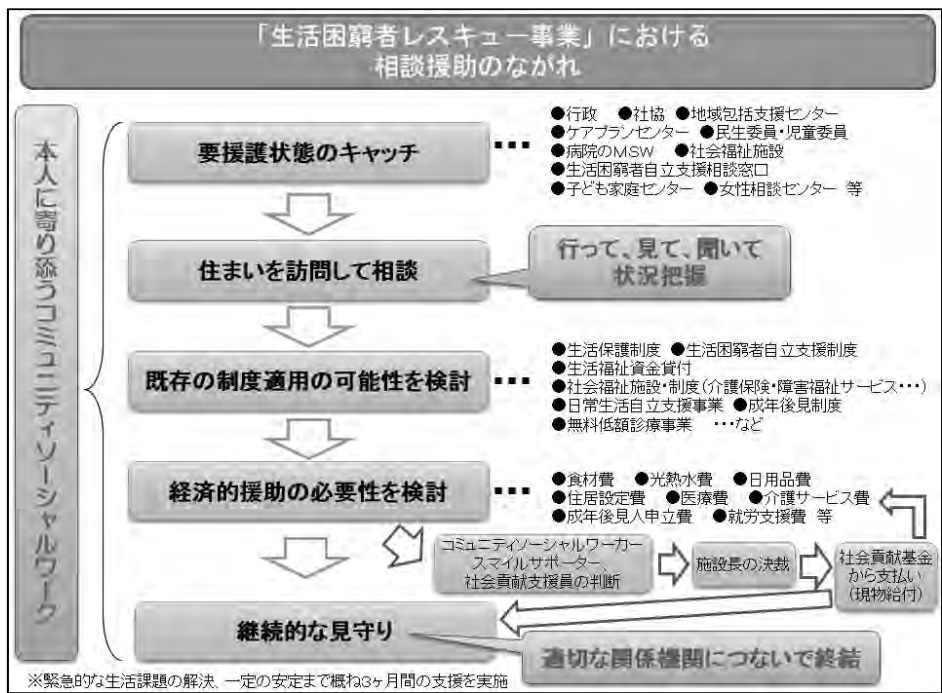 「生活困窮者レスキュー事業」における
相談援助のながれ
本人に寄り添うコミュニティソーシャルワーク
要援護状態のキャッチ
･･･
●行政 ●社協 ●地域包括支援センター
●ケアプランセンター ●民生委員・児童委員
●病院のMSW ●社会福祉施設
●生活困窮者自立支援相談窓口
●子ども家庭センター ●女性相談センター 等
住まいを訪問して相談
行って、見て、聞いて
状況把握
既存の制度適用の可能性を検討
･･･
●生活保護制度 ●生活困窮者自立支援制度
●生活福祉資金貸付
●社会福祉施設・制度(介護保険・障害福祉サービス・・・)
●日常生活自立支援事業 ●成年後見制度
●無料低額診療事業 ・・・など
経済的援助の必要性を検討
･･･
●食材費 ●光熱水費 ●日用品費
●住居設定費 ●医療費 ●介護サービス費
●成年後見人申立費 ●就労支援費 等
コミュニティソーシャルワーカー
スマイルサポーター、
社会貢献支援員の判断
施設長の決裁
社会貢献基金
から支払い
(現物給付)
継続的な見守り
適切な関係機関につないで終結
※緊急的な生活課題の解決、一定の安定まで概ね3ヶ月間の支援を実施